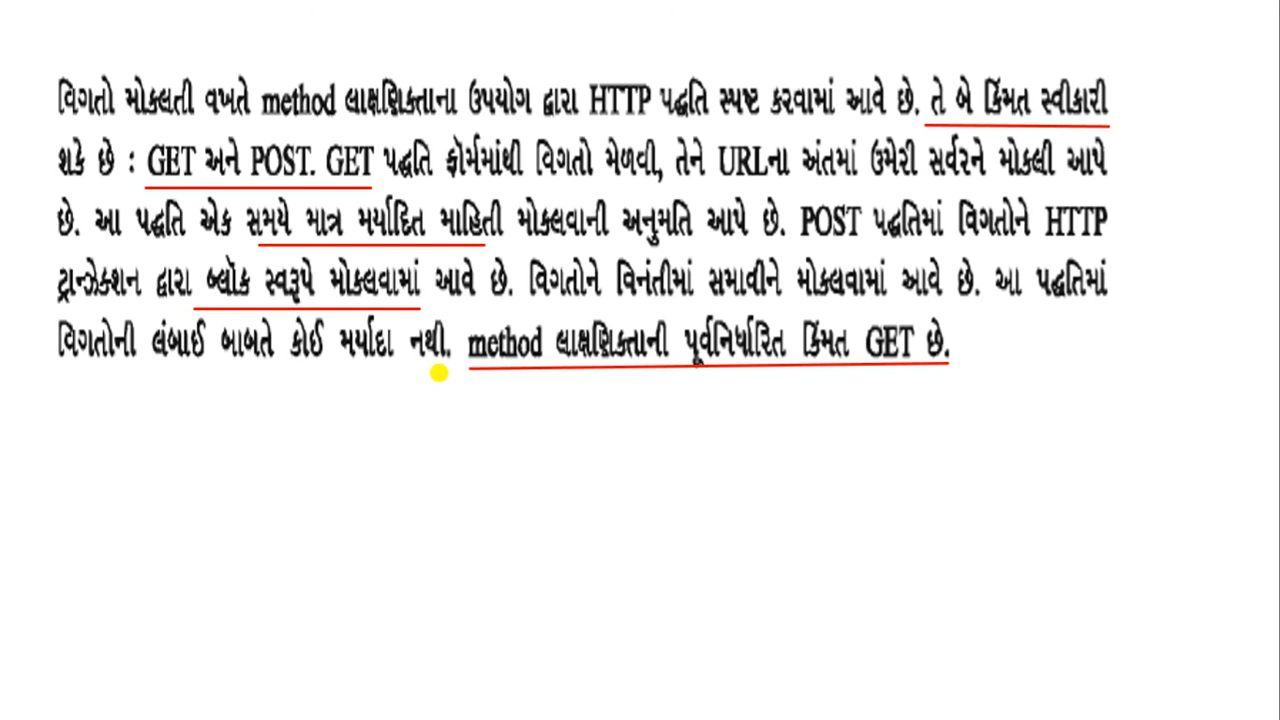 વિગતો મોકલતી વખતે method લાક્ષણિક્તાના ઉપયોગ દ્વારા HTTP પદ્ધતિ સ્પષ્ટ કરવામાં આવે છે. તે બે કિંમત સ્વીકારી
શકે છે : GET અને POST. GET પદ્ધતિ ફૉર્મમાંથી વિગતો મેળવી, તેને URLના અંતમાં ઉમેરી સર્વરને મોકલી આપે
છે. આ પદ્ધતિ એક સમયે માત્ર મર્યાદિત માહિતી મોકલવાની અનુમતિ આપે છે. POST પદ્ધતિમાં વિગતોને HTTP
ટ્રાન્ઝેક્શન દ્વારા બ્લૉક સ્વરૂપે મોકલવામાં આવે છે. વિગતોને વિનંતીમાં સમાવીને મોકલવામાં આવે છે. આ પદ્ધતિમાં
વિગતોની લંબાઈ બાબતે કોઈ મર્યાદા નથી. method લાક્ષણિક્તાની પૂર્વનિર્ધારિત કિંમત GET છે.